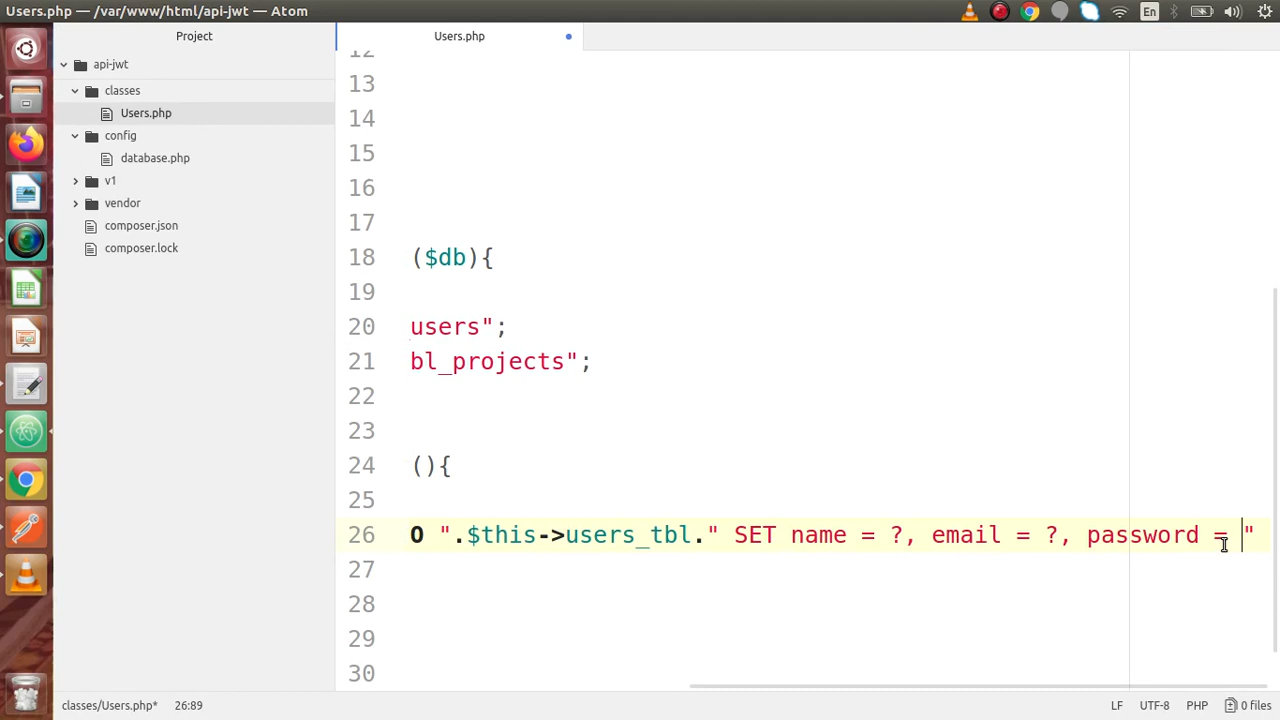 Users.php — /var/www/html/api-jwt — Atom
En
Project
Users.php
api-jwt
classes
Users.php
config
database.php
v1
vendor
composer.json
composer.lock
12
13
14
15
16
17
18 ($db){
19
20 users";
21 bl_projects";
22
23
24 (){
25
26 O ".$this->users_tbl." SET name = ?, email = ?, password = "
27
28
29
30
classes/Users.php* 26:89 LF UTF-8 PHP 0 files